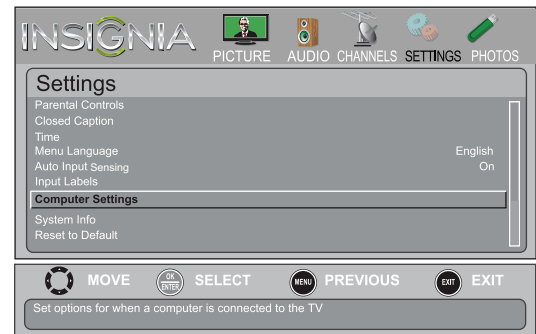 INSIGNIA
PICTURE AUDIO CHANNELS SETTINGS PHOTOS
Settings
Parental Controls
Closed Caption
Time
Menu Language English
Auto Input Sensing On
Input Labels
Computer Settings
System Info
Reset to Default
MOVE OK ENTER SELECT MENU PREVIOUS EXIT EXIT
Set options for when a computer is connected to the TV